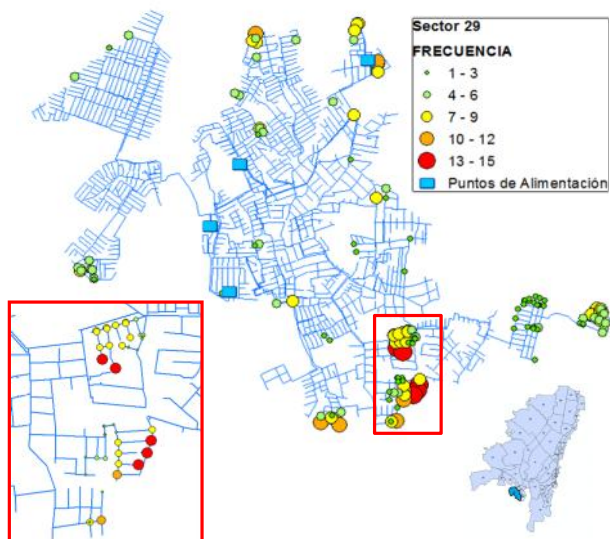 Sector 29
FRECUENCIA
1 - 3
4 - 6
7 - 9
10 - 12
13 - 15
Puntos de Alimentación